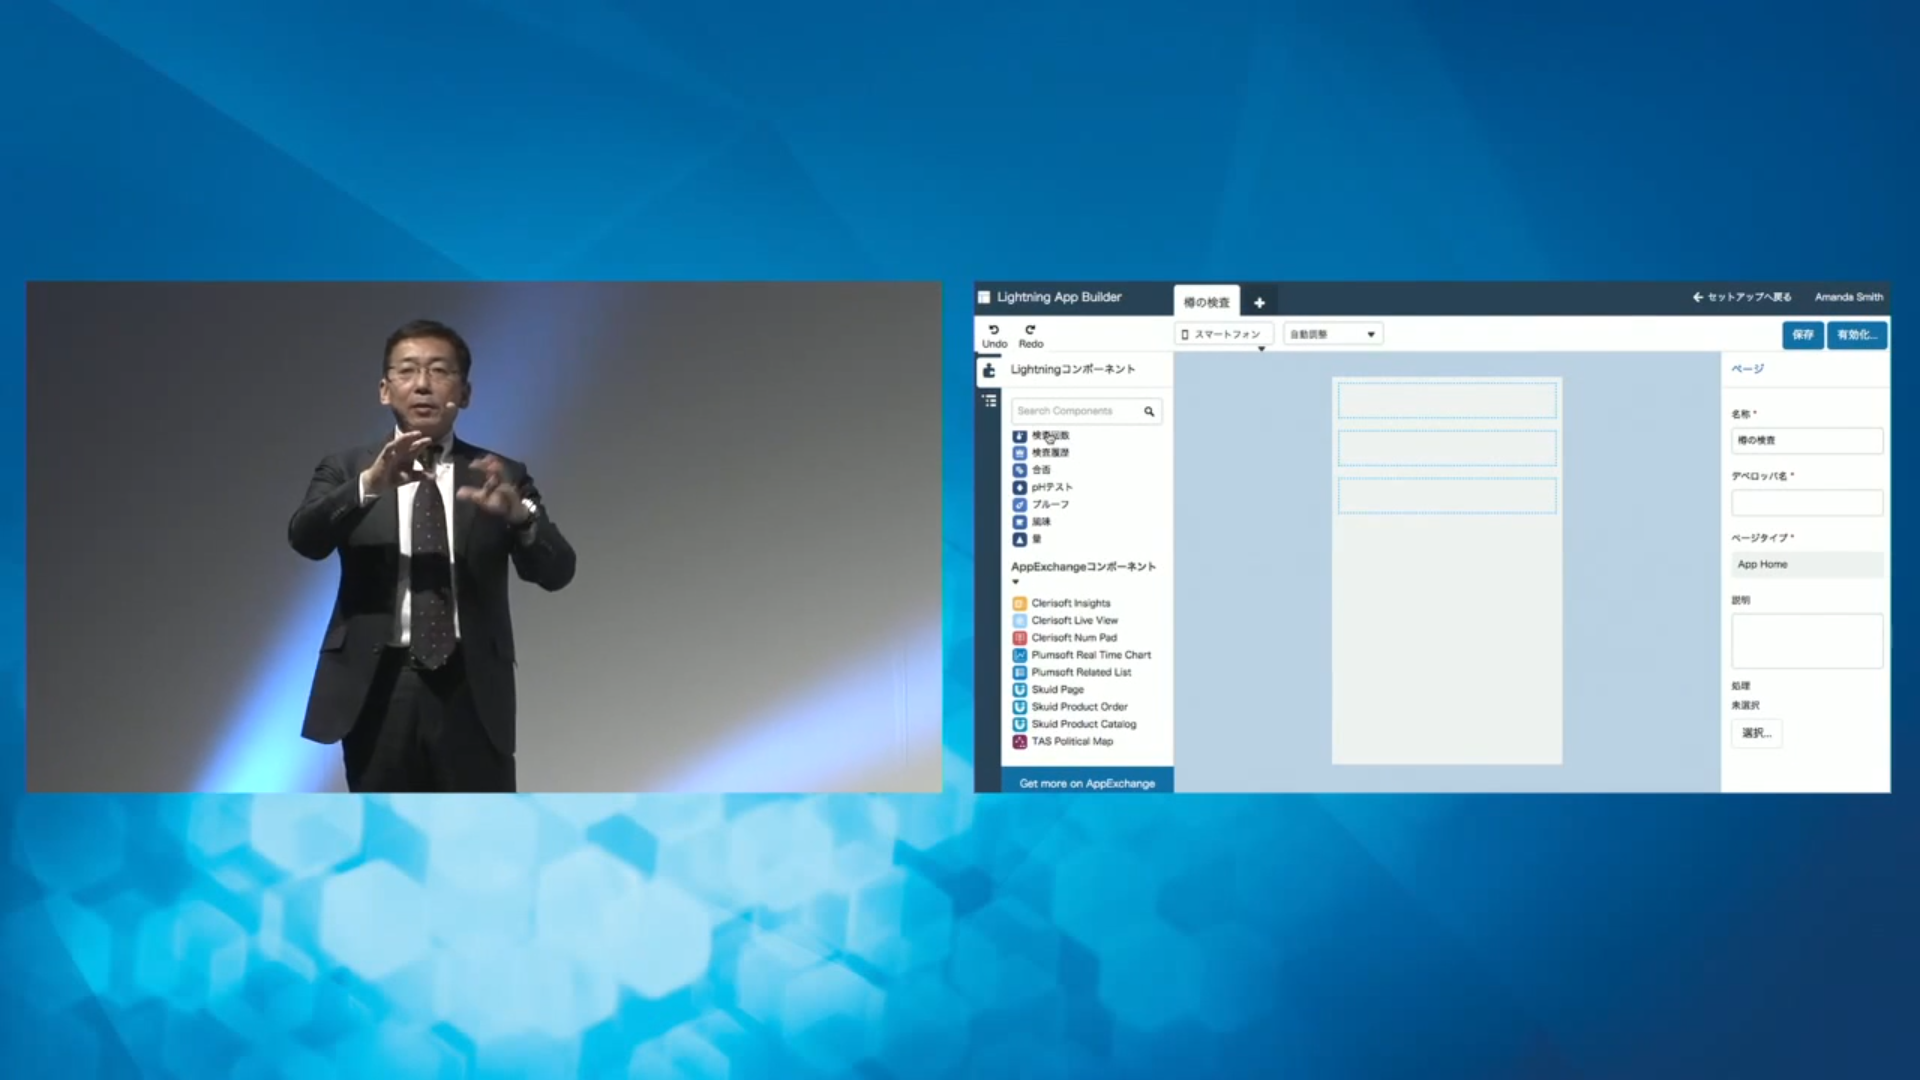 Lightning App Builder
樽の検査
セットアップへ戻る
Amanda Smith
Undo
Redo
スマートフォン
自動調整
保存
有効化...
Lightningコンポーネント
Search Components
検査履歴
合否
pHテスト
プルーフ
風味
量
AppExchangeコンポーネント
Clerisoft Insights
Clerisoft Live View
Clerisoft Num Pad
Plumsoft Real Time Chart
Plumsoft Related List
Skuid Page
Skuid Product Order
Skuid Product Catalog
TAS Political Map
Get more on AppExchange
ページ
名称 *
樽の検査
デベロッパ名 *
ページタイプ *
App Home
説明
処理
未選択
選択...